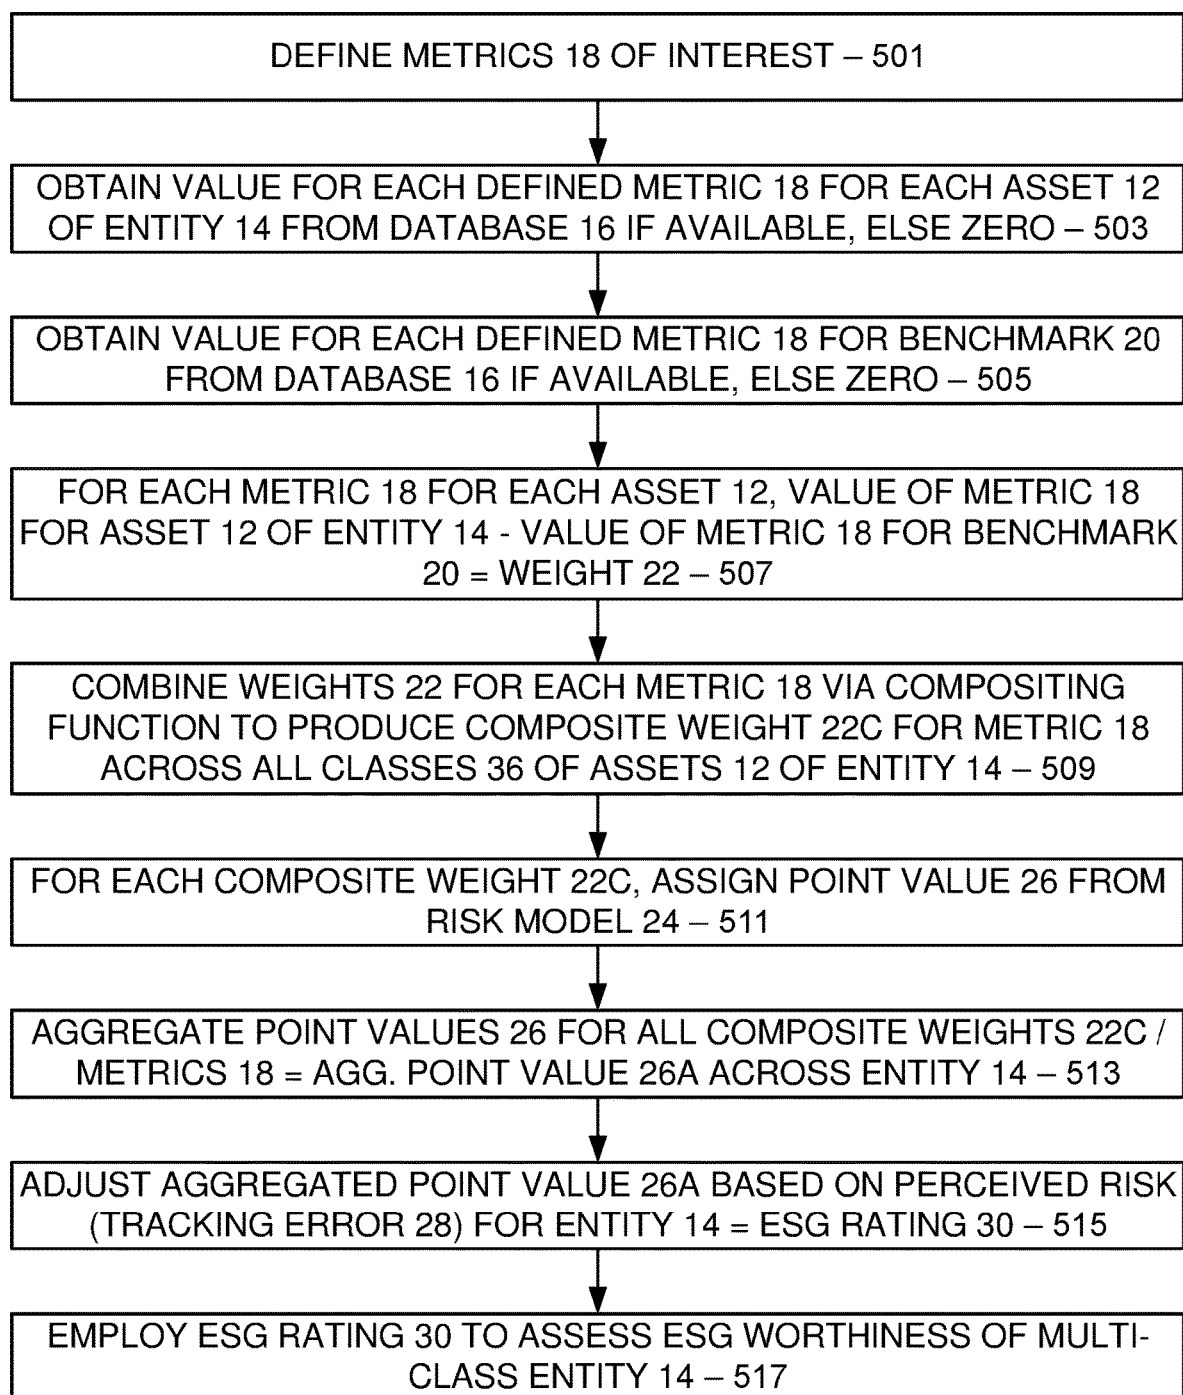 DEFINE METRICS 18 OF INTEREST – 501
OBTAIN VALUE FOR EACH DEFINED METRIC 18 FOR EACH ASSET 12
OF ENTITY 14 FROM DATABASE 16 IF AVAILABLE, ELSE ZERO – 503
OBTAIN VALUE FOR EACH DEFINED METRIC 18 FOR BENCHMARK 20
FROM DATABASE 16 IF AVAILABLE, ELSE ZERO – 505
FOR EACH METRIC 18 FOR EACH ASSET 12, VALUE OF METRIC 18
FOR ASSET 12 OF ENTITY 14 - VALUE OF METRIC 18 FOR BENCHMARK
20 = WEIGHT 22 – 507
COMBINE WEIGHTS 22 FOR EACH METRIC 18 VIA COMPOSITING
FUNCTION TO PRODUCE COMPOSITE WEIGHT 22C FOR METRIC 18
ACROSS ALL CLASSES 36 OF ASSETS 12 OF ENTITY 14 – 509
FOR EACH COMPOSITE WEIGHT 22C, ASSIGN POINT VALUE 26 FROM
RISK MODEL 24 – 511
AGGREGATE POINT VALUES 26 FOR ALL COMPOSITE WEIGHTS 22C /
METRICS 18 = AGG. POINT VALUE 26A ACROSS ENTITY 14 – 513
ADJUST AGGREGATED POINT VALUE 26A BASED ON PERCEIVED RISK
(TRACKING ERROR 28) FOR ENTITY 14 = ESG RATING 30 – 515
EMPLOY ESG RATING 30 TO ASSESS ESG WORTHINESS OF MULTI-
CLASS ENTITY 14 – 517